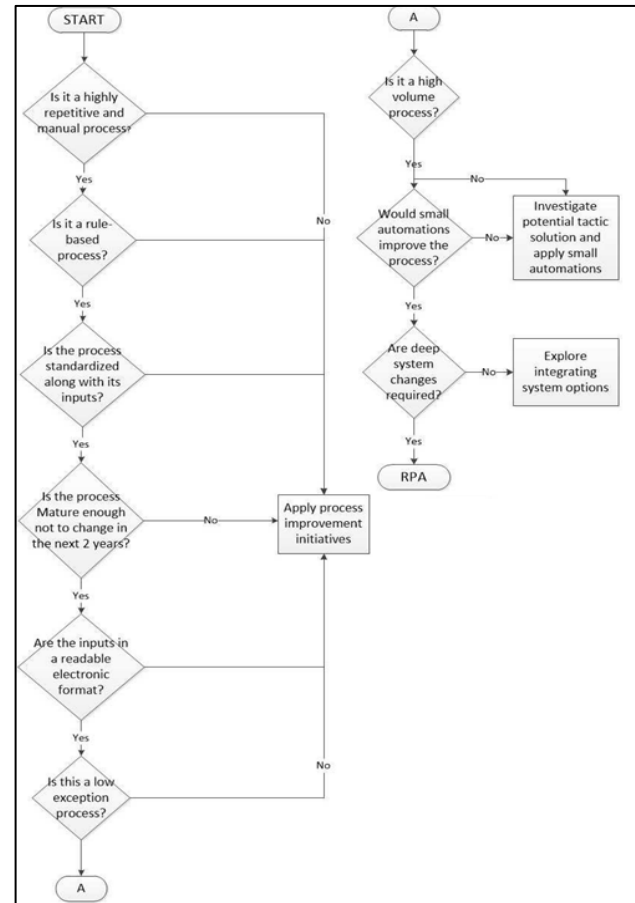 START
Is it a highly
repetitive and
manual process?
Yes
No
Is it a rule-
based
process?
Yes
Is the process
standardized
along with its
inputs?
Yes
Is the process
Mature enough
not to change in
the next 2 years?
No
Apply process
improvement
initiatives
Yes
Are the inputs in
a readable
electronic
format?
Yes
No
Is this a low
exception
process?
A
A
Is it a high
volume
process?
Yes
No
Would small
automations
improve the
process?
No
Investigate
potential tactic
solution and
apply small
automations
Yes
Are deep
system
changes
required?
No
Explore
integrating
system options
Yes
RPA